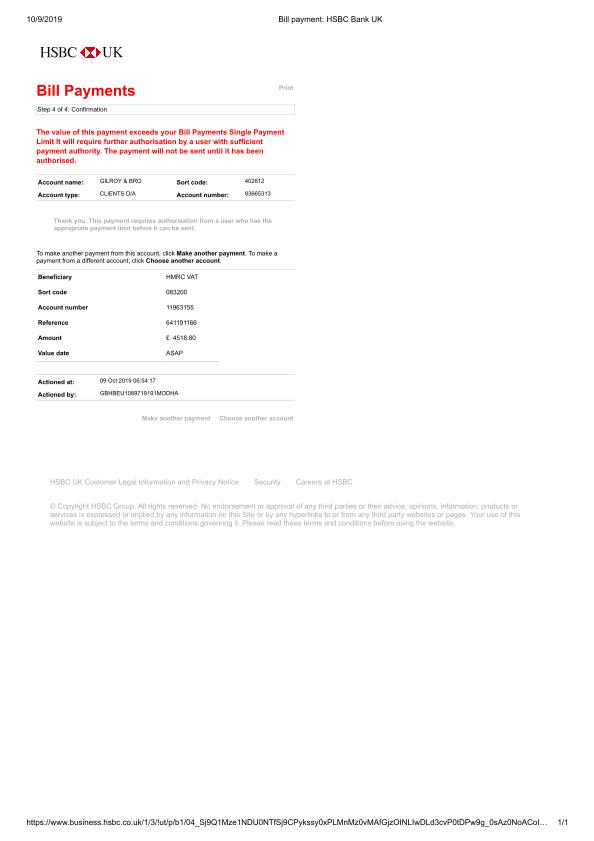 10/9/2019 Bill payment: HSBC Bank UK
HSBC UK
Bill Payments Print
Step 4 of 4: Confirmation
The value of this payment exceeds your Bill Payments Single Payment
Limit It will require further authorisation by a user with sufficient
payment authority. The payment will not be sent until it has been
authorised.
Account name: GILROY & BRO Sort code: 402612
Account type: CLIENTS D/A Account number: 83665313
Thank you. This payment requires authorisation from a user who has the
appropriate payment limit before it can be sent.
To make another payment from this account, click Make another payment. To make a
payment from a different account, click Choose another account.
Beneficiary HMRC VAT
Sort code 083200
Account number 11963155
Reference 641191166
Amount £ 4518.80
Value date ASAP
Actioned at: 09 Oct 2019 06:54:17
Actioned by: GBHBEU1089719191MODHA
Make another payment Choose another account
HSBC UK Customer Legal Information and Privacy Notice Security Careers at HSBC
© Copyright HSBC Group. All rights reserved. No endorsement or approval of any third parties or their advice, opinions, information, products or
services is expressed or implied by any information on this Site or by any hyperlinks to or from any third party websites or pages. Your use of this
website is subject to the terms and conditions governing it. Please read these terms and conditions before using the website.
https://www.business.hsbc.co.uk/1/3/!ut/p/b1/04_Sj9Q1Mze1NDU0NTfSj9CPykssy0xPLMnMz0vMAfGjzOINLIwDLd3cvP0tDPw9g_0sAz0NoACoI… 1/1